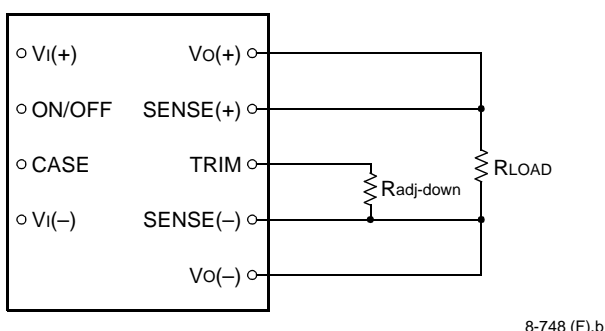 VI(+) VO(+)
ON/OFF SENSE(+)
CASE TRIM
RLOAD
Radj-down
VI(–) SENSE(–)
VO(–)
8-748 (F).b